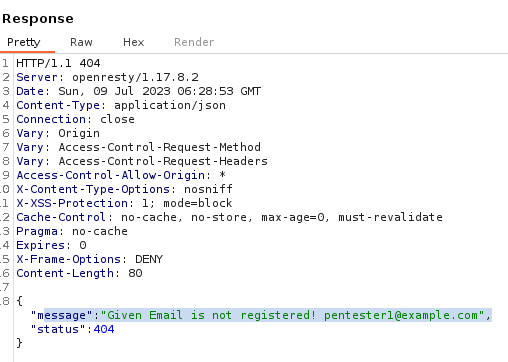 Response
Pretty Raw Hex Render
1 HTTP/1.1 404
2 Server: openresty/1.17.8.2
3 Date: Sun, 09 Jul 2023 06:28:53 GMT
4 Content-Type: application/json
5 Connection: close
6 Vary: Origin
7 Vary: Access-Control-Request-Method
8 Vary: Access-Control-Request-Headers
9 Access-Control-Allow-Origin: *
10 X-Content-Type-Options: nosniff
11 X-XSS-Protection: 1; mode=block
12 Cache-Control: no-cache, no-store, max-age=0, must-revalidate
13 Pragma: no-cache
14 Expires: 0
15 X-Frame-Options: DENY
16 Content-Length: 80
17
18 {
"message":"Given Email is not registered! pentester1@example.com",
"status":404
}